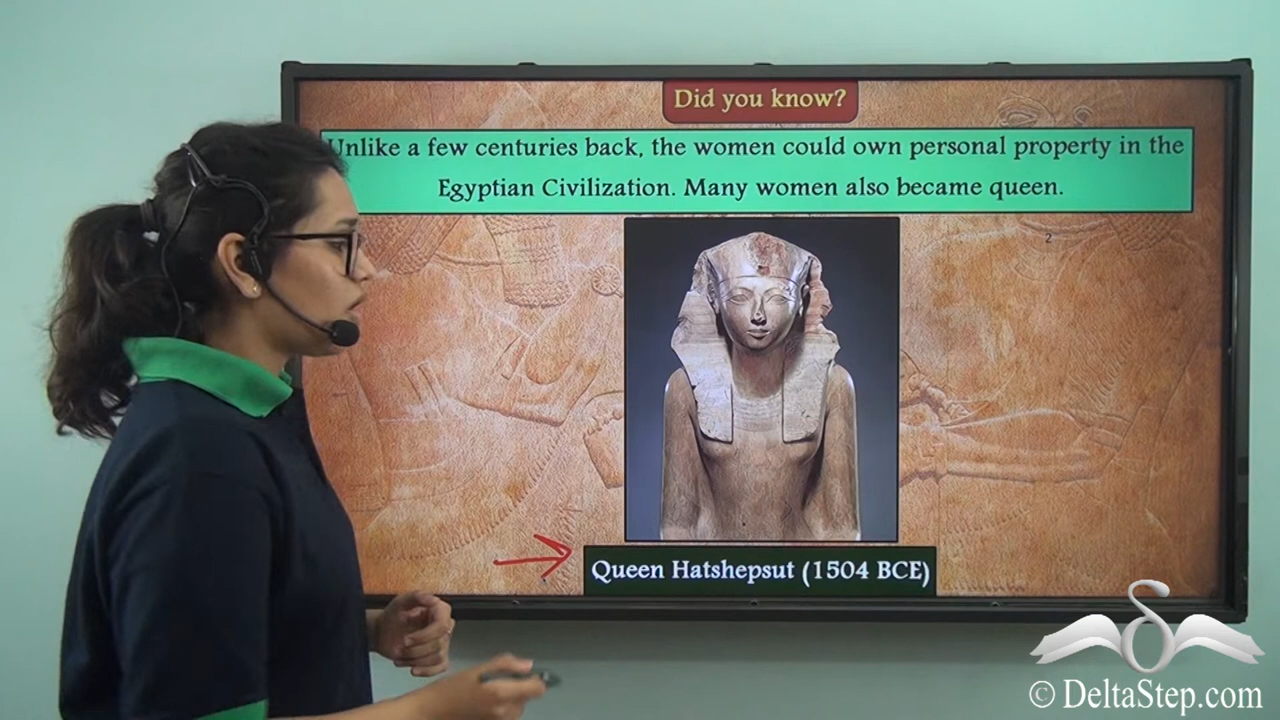 Did you know?
Unlike a few centuries back, the women could own personal property in the
Egyptian Civilization. Many women also became queen.
2
Queen Hatshepsut (1504 BCE)
© DeltaStep.com